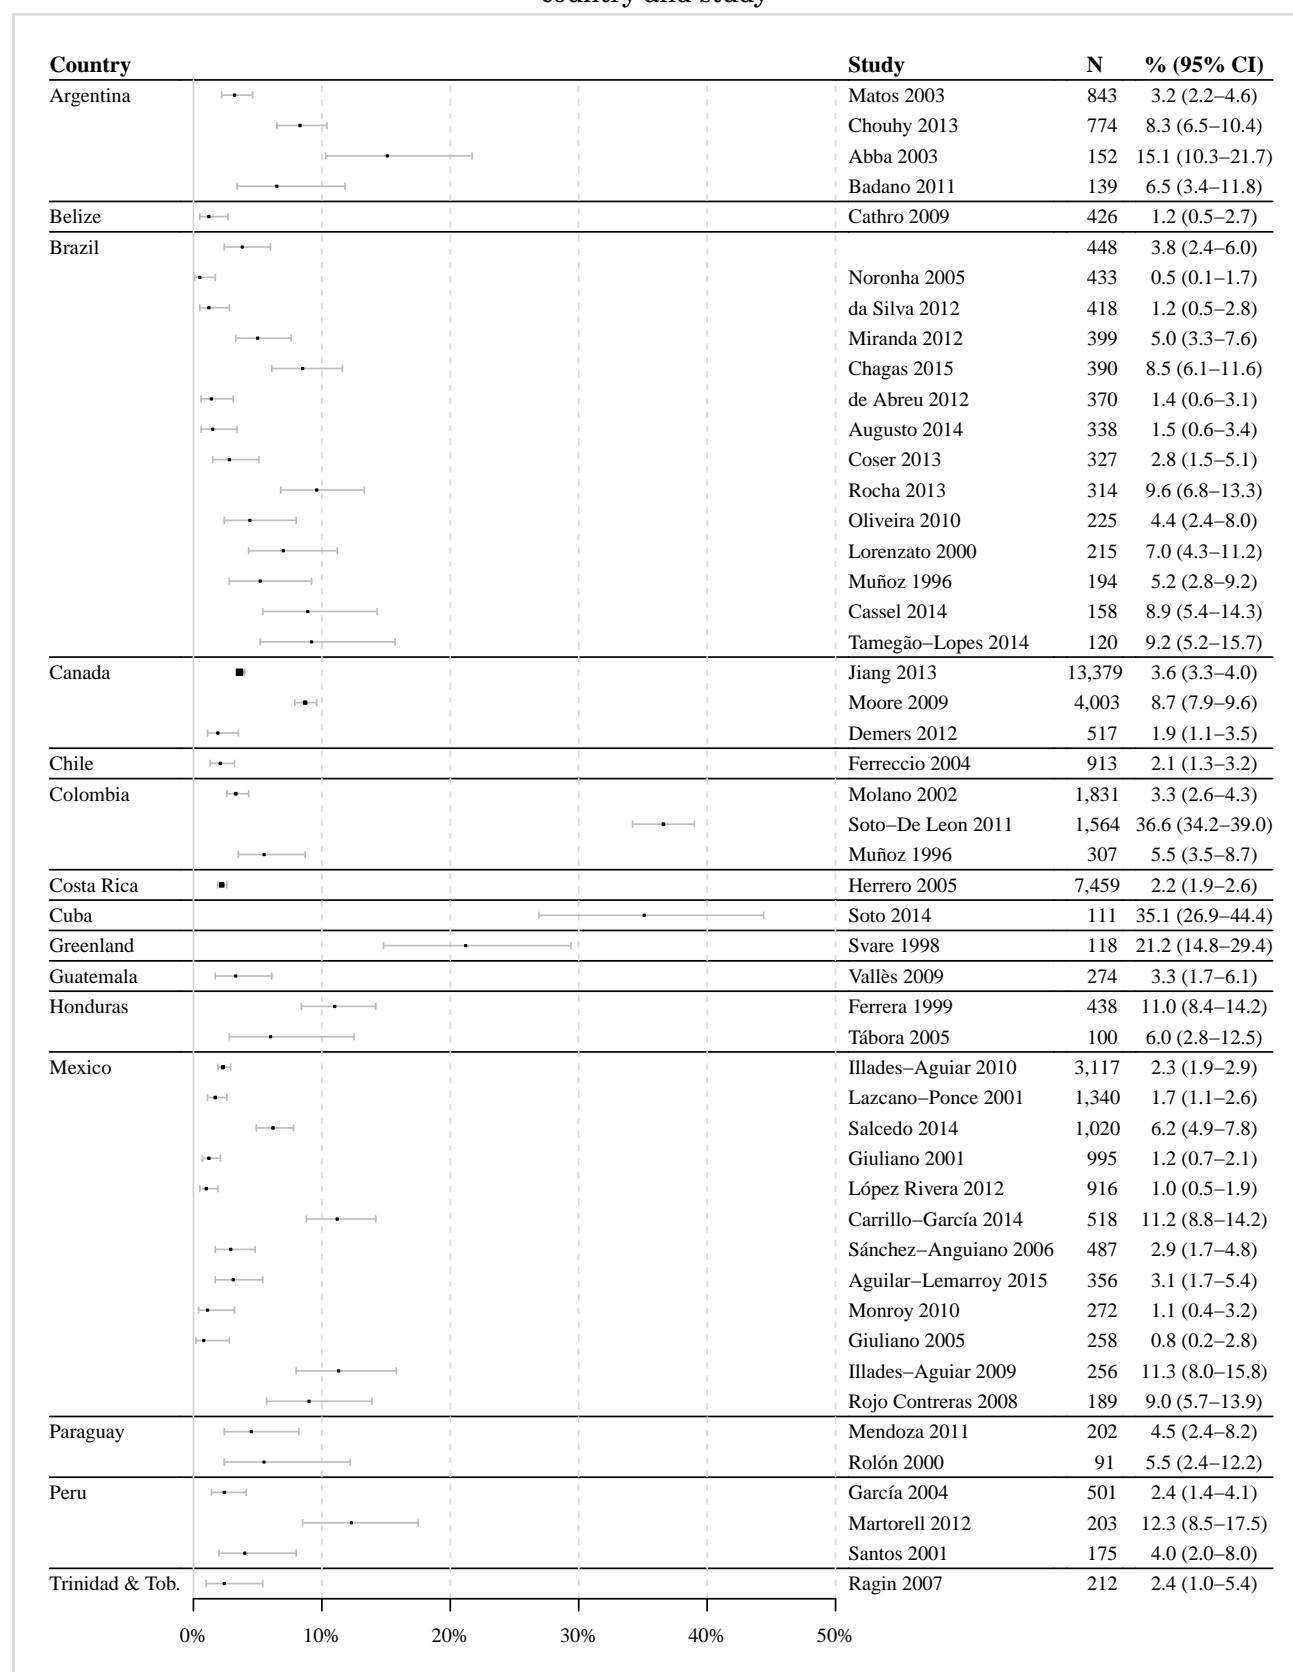 country and study
Country Study N % (95% CI)
Argentina Matos 2003 843 3.2 (2.2−4.6)
Chouhy 2013 774 8.3 (6.5−10.4)
Abba 2003 152 15.1 (10.3−21.7)
Badano 2011 139 6.5 (3.4−11.8)
Belize Cathro 2009 426 1.2 (0.5−2.7)
Brazil 448 3.8 (2.4−6.0)
Noronha 2005 433 0.5 (0.1−1.7)
da Silva 2012 418 1.2 (0.5−2.8)
Miranda 2012 399 5.0 (3.3−7.6)
Chagas 2015 390 8.5 (6.1−11.6)
de Abreu 2012 370 1.4 (0.6−3.1)
Augusto 2014 338 1.5 (0.6−3.4)
Coser 2013 327 2.8 (1.5−5.1)
Rocha 2013 314 9.6 (6.8−13.3)
Oliveira 2010 225 4.4 (2.4−8.0)
Lorenzato 2000 215 7.0 (4.3−11.2)
Muñoz 1996 194 5.2 (2.8−9.2)
Cassel 2014 158 8.9 (5.4−14.3)
Tamegão−Lopes 2014 120 9.2 (5.2−15.7)
Canada Jiang 2013 13,379 3.6 (3.3−4.0)
Moore 2009 4,003 8.7 (7.9−9.6)
Demers 2012 517 1.9 (1.1−3.5)
Chile Ferreccio 2004 913 2.1 (1.3−3.2)
Colombia Molano 2002 1,831 3.3 (2.6−4.3)
Soto−De Leon 2011 1,564 36.6 (34.2−39.0)
Muñoz 1996 307 5.5 (3.5−8.7)
Costa Rica Herrero 2005 7,459 2.2 (1.9−2.6)
Cuba Soto 2014 111 35.1 (26.9−44.4)
Greenland Svare 1998 118 21.2 (14.8−29.4)
Guatemala Vallès 2009 274 3.3 (1.7−6.1)
Honduras Ferrera 1999 438 11.0 (8.4−14.2)
Tábora 2005 100 6.0 (2.8−12.5)
Mexico Illades−Aguiar 2010 3,117 2.3 (1.9−2.9)
Lazcano−Ponce 2001 1,340 1.7 (1.1−2.6)
Salcedo 2014 1,020 6.2 (4.9−7.8)
Giuliano 2001 995 1.2 (0.7−2.1)
López Rivera 2012 916 1.0 (0.5−1.9)
Carrillo−García 2014 518 11.2 (8.8−14.2)
Sánchez−Anguiano 2006 487 2.9 (1.7−4.8)
Aguilar−Lemarroy 2015 356 3.1 (1.7−5.4)
Monroy 2010 272 1.1 (0.4−3.2)
Giuliano 2005 258 0.8 (0.2−2.8)
Illades−Aguiar 2009 256 11.3 (8.0−15.8)
Rojo Contreras 2008 189 9.0 (5.7−13.9)
Paraguay Mendoza 2011 202 4.5 (2.4−8.2)
Rolón 2000 91 5.5 (2.4−12.2)
Peru García 2004 501 2.4 (1.4−4.1)
Martorell 2012 203 12.3 (8.5−17.5)
Santos 2001 175 4.0 (2.0−8.0)
Trinidad & Tob. Ragin 2007 212 2.4 (1.0−5.4)
0% 10% 20% 30% 40% 50%